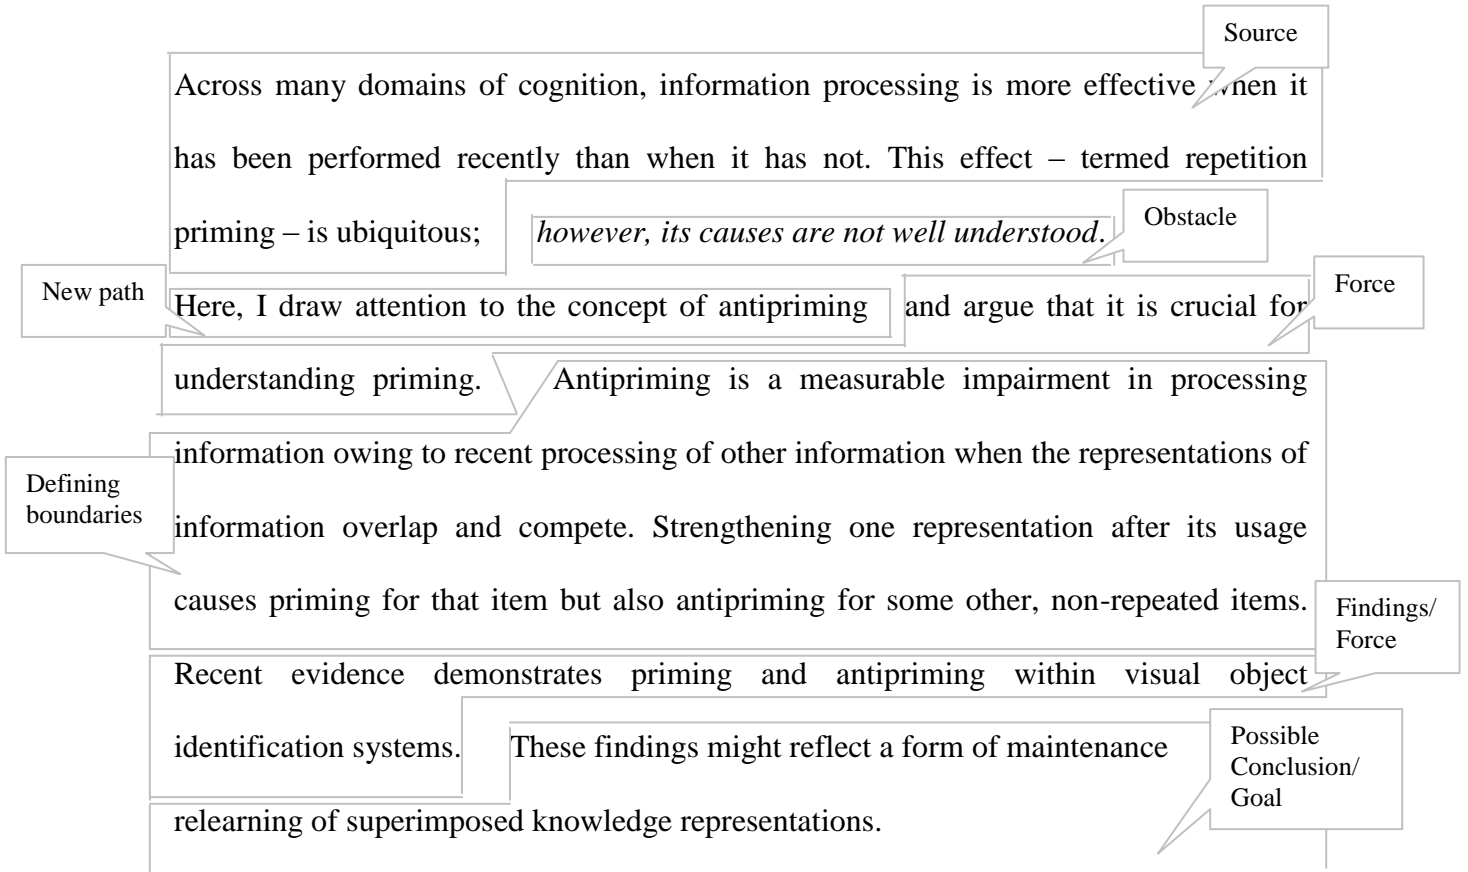 Source
Across many domains of cognition, information processing is more effective when it
has been performed recently than when it has not. This effect – termed repetition
priming – is ubiquitous; however, its causes are not well understood.
Obstacle
New path
Here, I draw attention to the concept of antipriming and argue that it is crucial for
Force
understanding priming. Antipriming is a measurable impairment in processing
information owing to recent processing of other information when the representations of
Defining
boundaries
information overlap and compete. Strengthening one representation after its usage
causes priming for that item but also antipriming for some other, non-repeated items.
Findings/
Force
Recent evidence demonstrates priming and antipriming within visual object
identification systems. These findings might reflect a form of maintenance
Possible
Conclusion/
Goal
relearning of superimposed knowledge representations.